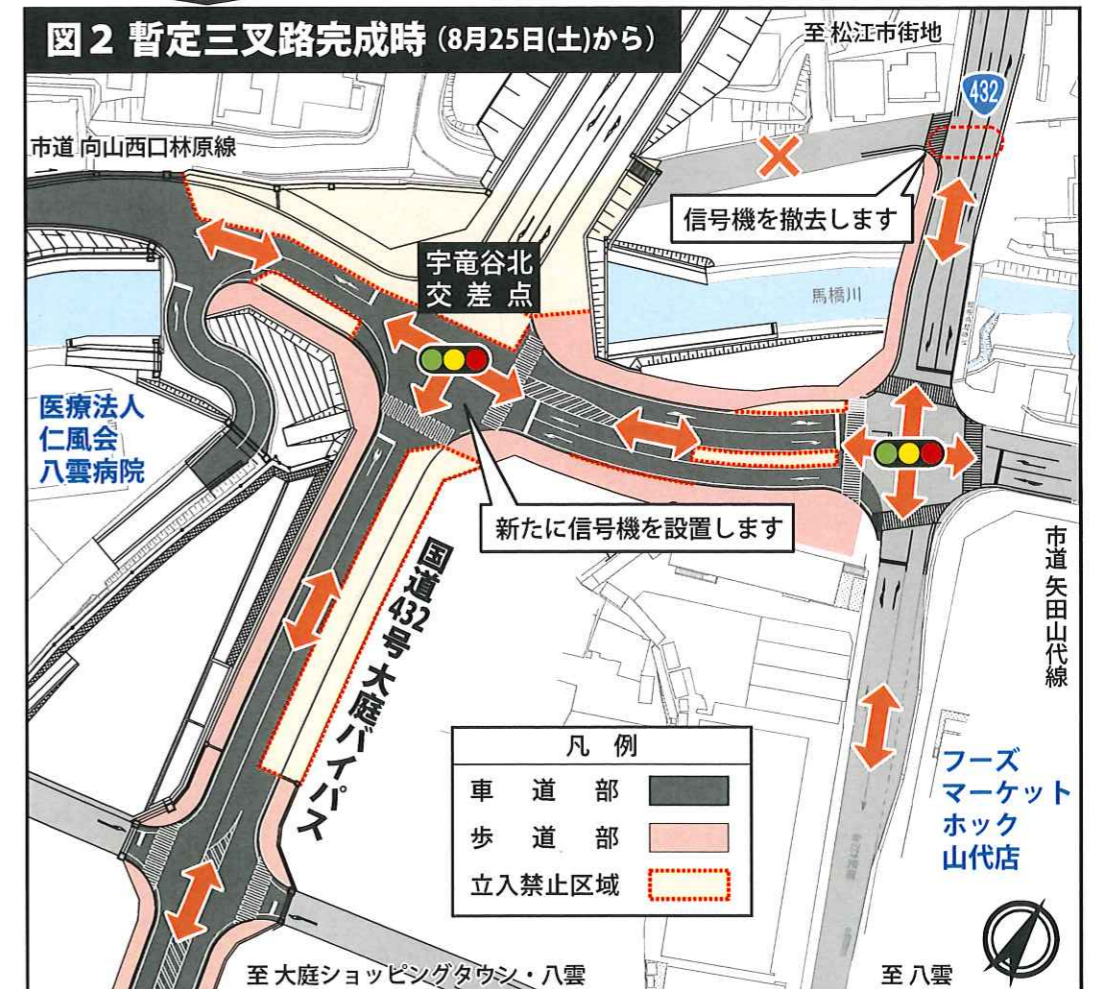 図2 暫定三叉路完成時 (8月25日(土)から)
至 松江市街地
432
市道 向山西口林原線
信号機を撤去します
宇竜谷北
交差点
馬橋川
医療法人
仁風会
八雲病院
新たに信号機を設置します
国道432号 大庭バイパス
市道 矢田山代線
凡 例
車 道 部
歩 道 部
立入禁止区域
フーズ
マーケット
ホック
山代店
至 大庭ショッピングタウン・八雲
至 八雲